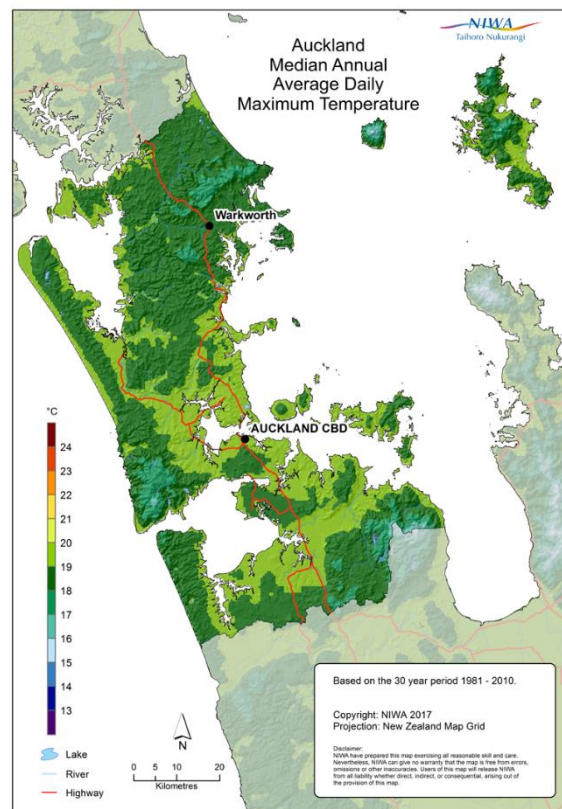 NIWA
Taihoro Nukurangi
Auckland
Median Annual
Average Daily
Maximum Temperature
Warkworth
AUCKLAND CBD
°C
24
23
22
21
20
19
18
17
16
15
14
13
Lake
River
Highway
N
0 5 10 20
Kilometres
Based on the 30 year period 1981 - 2010.
Copyright: NIWA 2017
Projection: New Zealand Map Grid
Disclaimer:
NIWA have prepared this map exercising all reasonable skill and care.
Nevertheless, NIWA can give no warranty that the map is free from errors,
omissions or other inaccuracies. Users of this map will release NIWA
from all liability whether direct, indirect, or consequential, arising out of
the provision of this map.